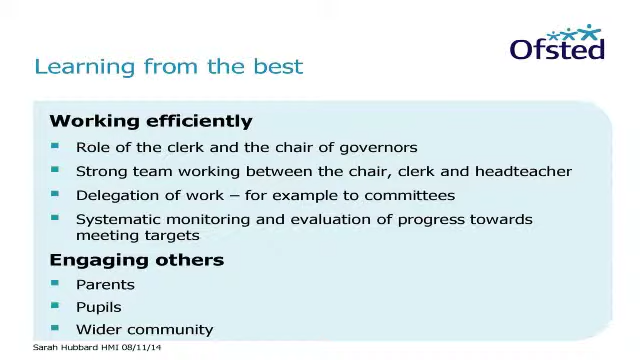 Ofsted
Learning from the best
Working efficiently
Role of the clerk and the chair of governors
Strong team working between the chair, clerk and headteacher
Delegation of work – for example to committees
Systematic monitoring and evaluation of progress towards
meeting targets
Engaging others
Parents
Pupils
Wider community
Sarah Hubbard HMI 08/11/14